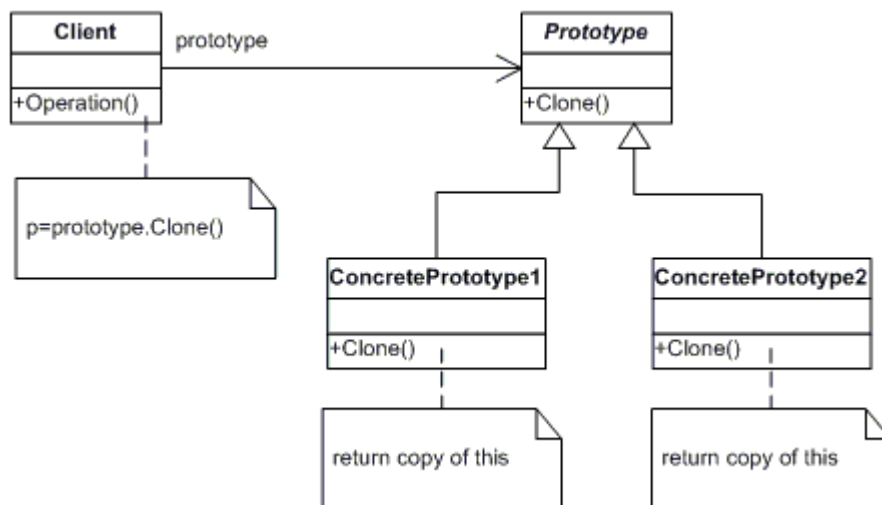 Client
prototype
Prototype
+Operation()
+Clone()
p=prototype.Clone()
ConcretePrototype1
ConcretePrototype2
+Clone()
+Clone()
return copy of this
return copy of this